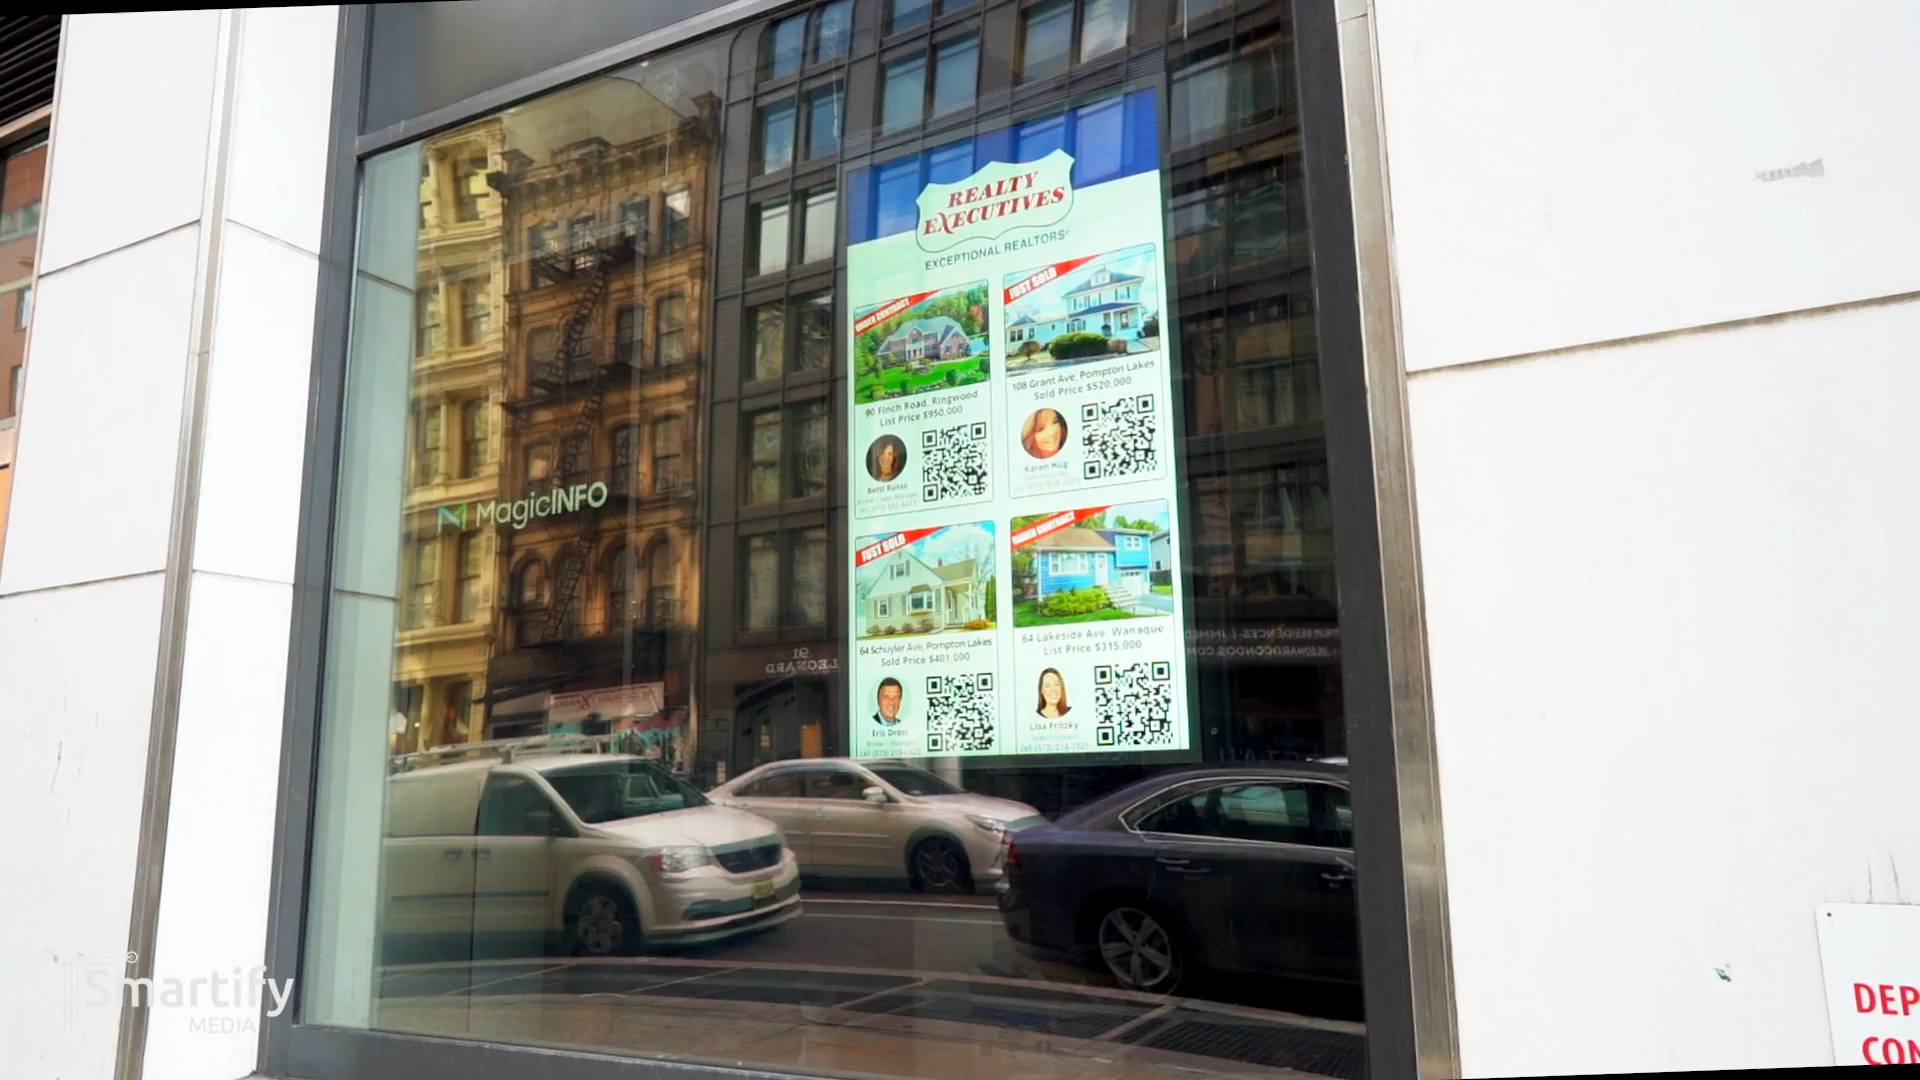 REALTY
EXECUTIVES
EXCEPTIONAL REALTORS®
UNDER CONTRACT
90 Finch Road, Ringwood
List Price $950,000
Betti Russo
JUST SOLD
108 Grant Ave, Pompton Lakes
Sold Price $520,000
Karen Hug
JUST SOLD
64 Schuyler Ave, Pompton Lakes
Sold Price $401,000
UNDER CONTRACT
64 Lakeside Ave, Wanaque
List Price $315,000
Lisa Fritzky
MagicINFO
91
LEONARD
Smartify
MEDIA
DEP
CON